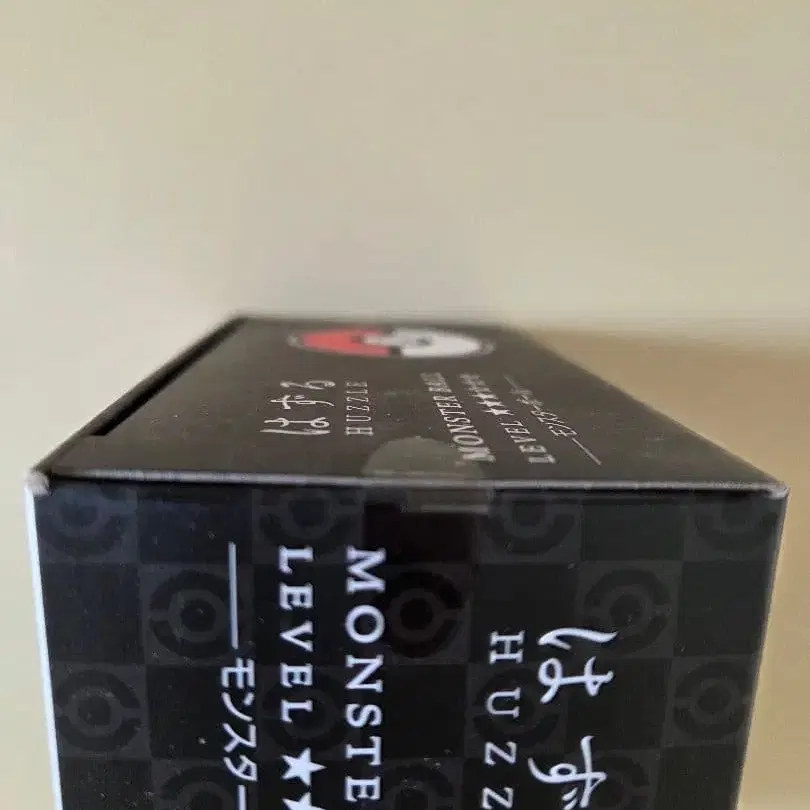 はずる
HUZZLE
MONSTER BALL
LEVEL ★★★☆☆☆
モンスターボール
はず
HUZZ
MONSTE
LEVEL ★★
モンスター